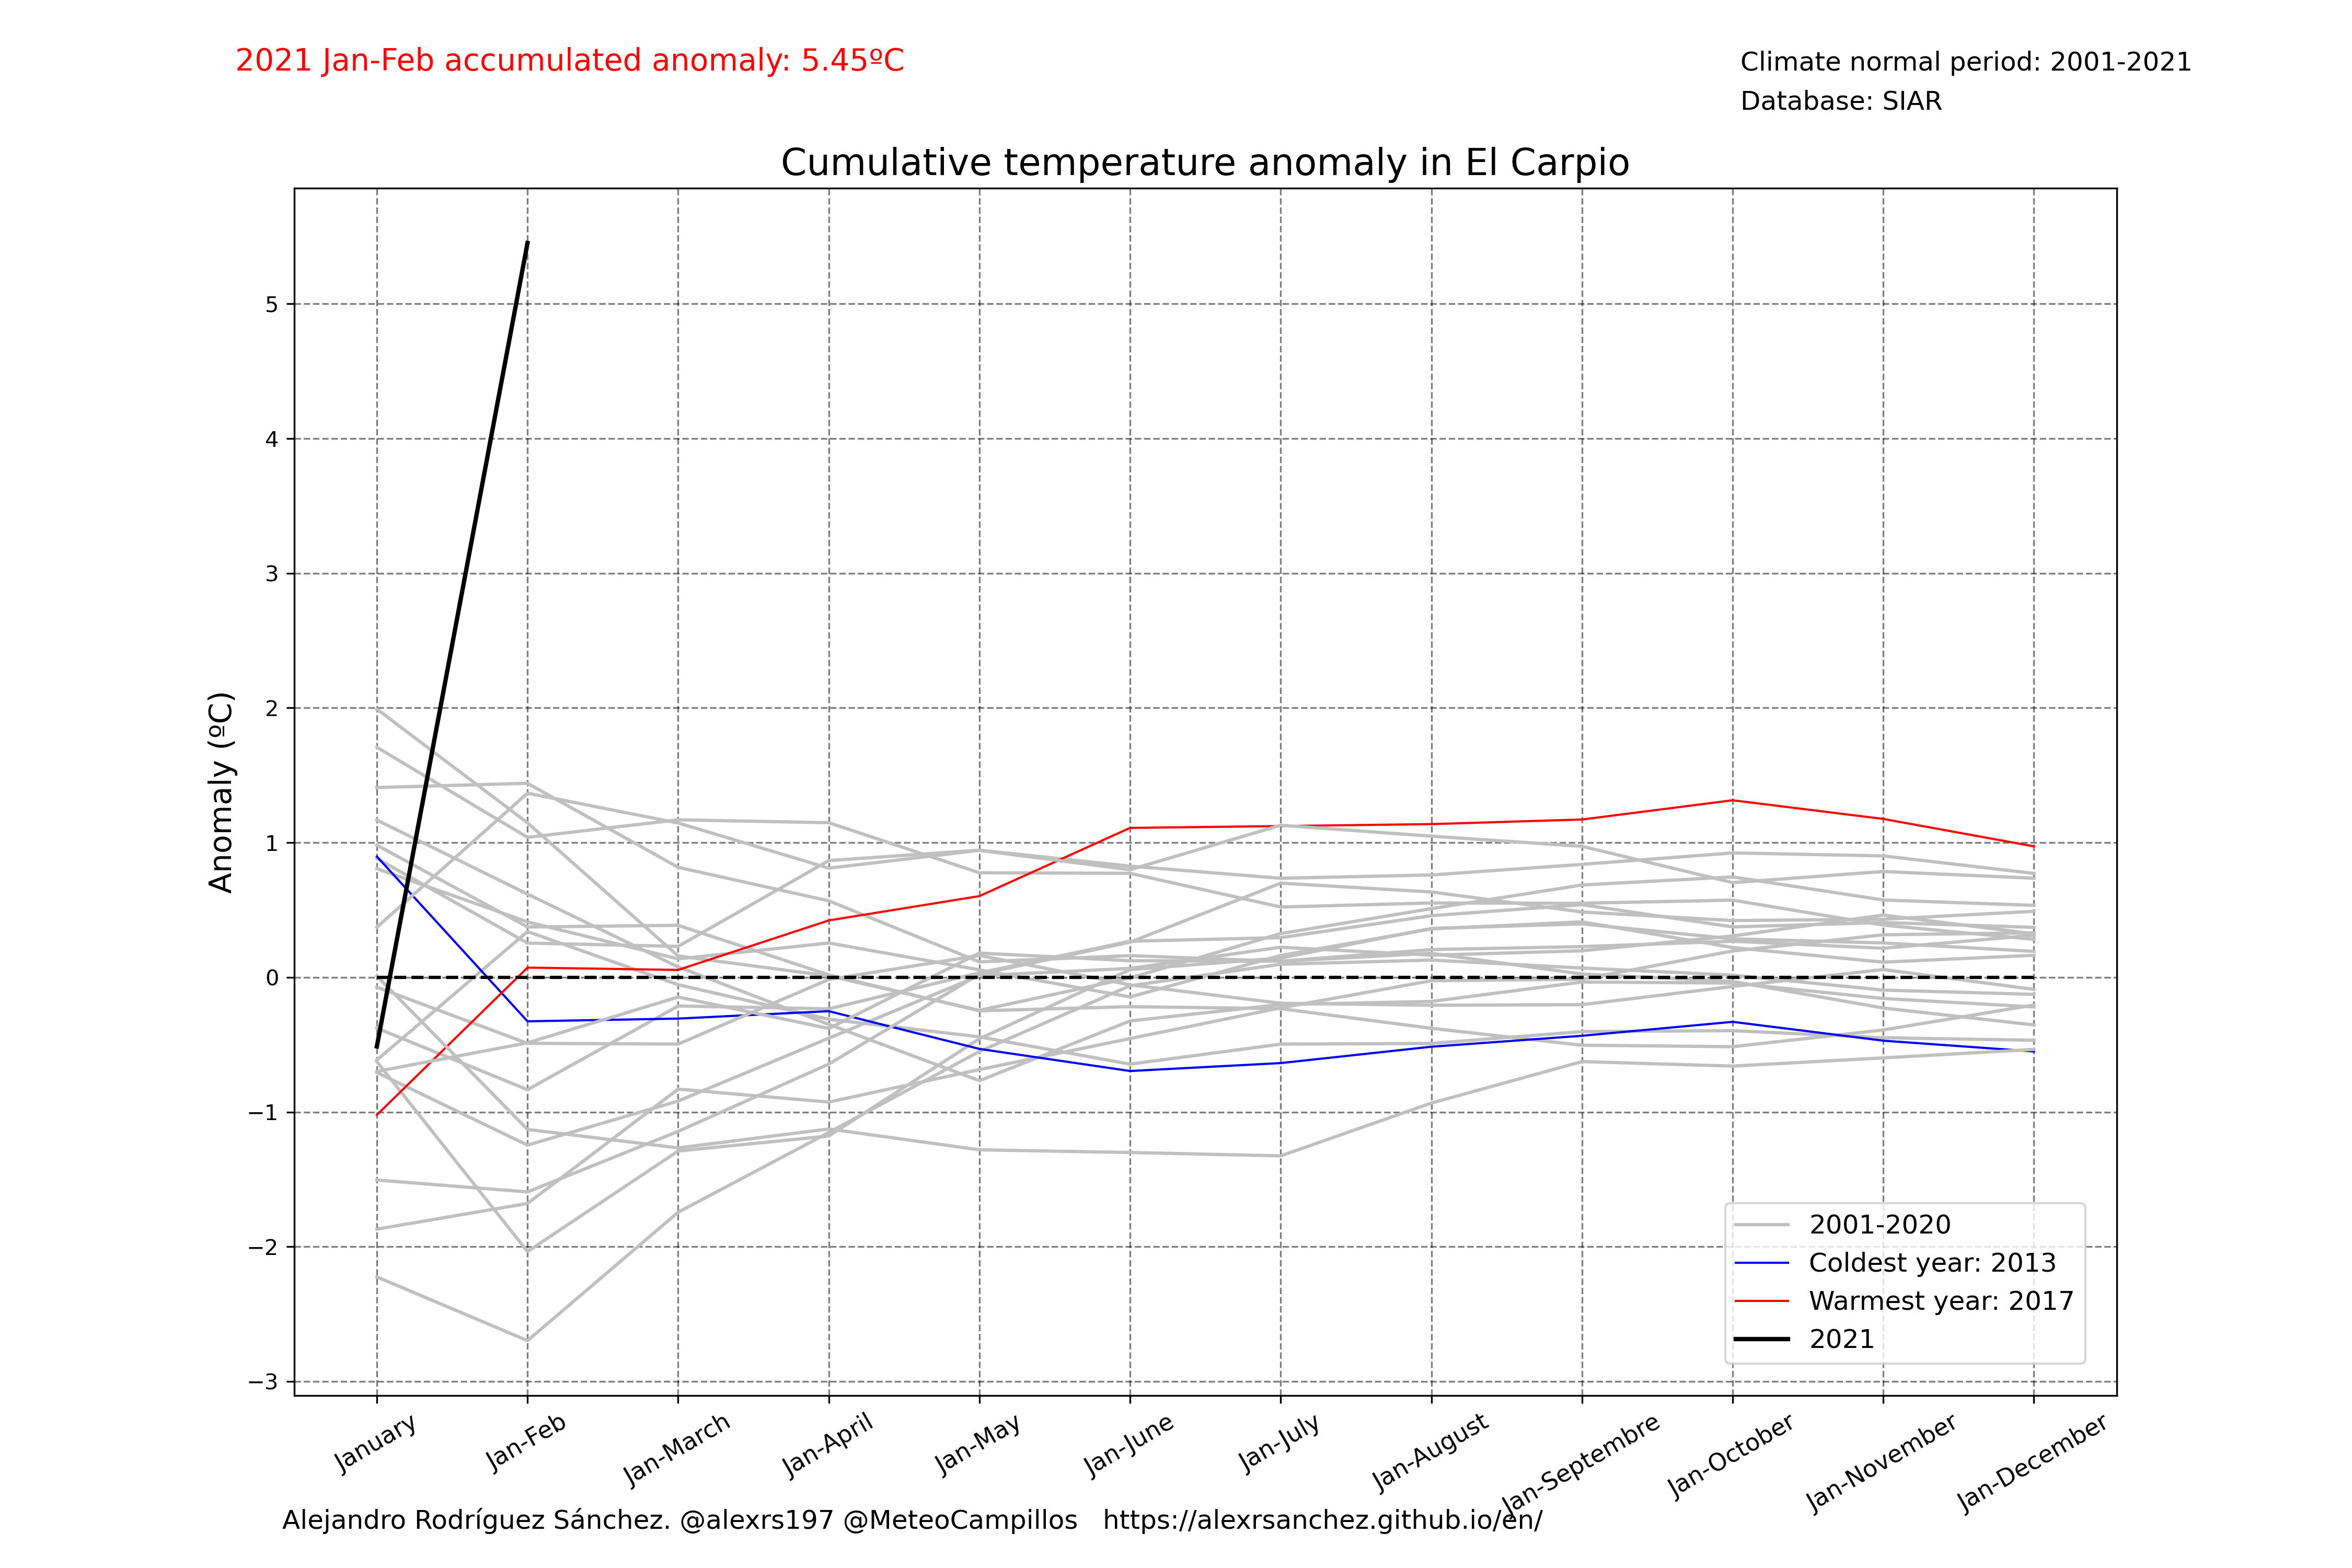 2021 Jan-Feb accumulated anomaly: 5.45ºC
Climate normal period: 2001-2021
Database: SIAR
Cumulative temperature anomaly in El Carpio
Anomaly (ºC)
5
4
3
2
1
0
−1
−2
−3
2001-2020
Coldest year: 2013
Warmest year: 2017
2021
January
Jan-Feb
Jan-March
Jan-April
Jan-May
Jan-June
Jan-July
Jan-August
Jan-Septembre
Jan-October
Jan-November
Jan-December
Alejandro Rodríguez Sánchez. @alexrs197 @MeteoCampillos   https://alexrsanchez.github.io/en/